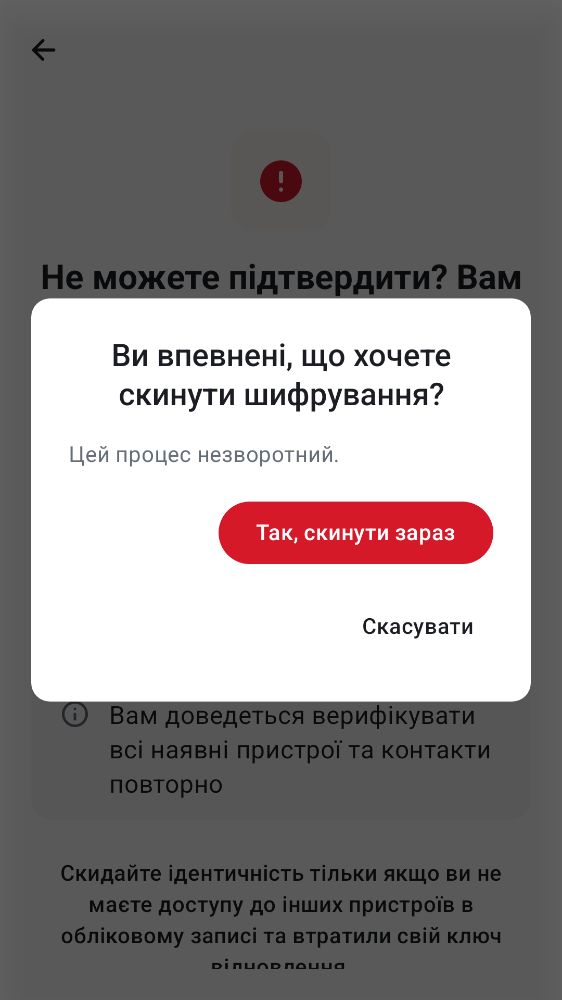 Не можете підтвердити? Вам
Ви впевнені, що хочете
скинути шифрування?
Цей процес незворотний.
Так, скинути зараз
Скасувати
Вам доведеться верифікувати
всі наявні пристрої та контакти
повторно
Скидайте ідентичність тільки якщо ви не
маєте доступу до інших пристроїв в
обліковому записі та втратили свій ключ
відновлення